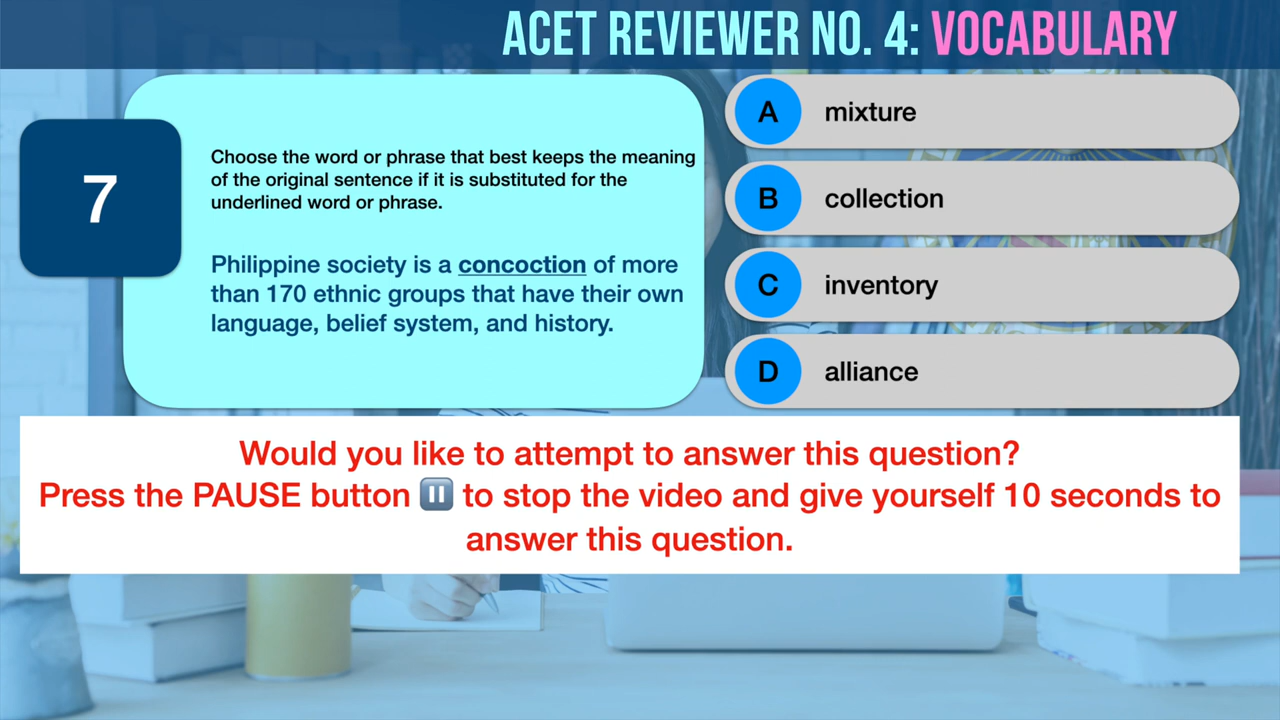 ACET REVIEWER NO. 4: VOCABULARY
7
Choose the word or phrase that best keeps the meaning
of the original sentence if it is substituted for the
underlined word or phrase.
Philippine society is a concoction of more
than 170 ethnic groups that have their own
language, belief system, and history.
A mixture
B collection
C inventory
D alliance
Would you like to attempt to answer this question?
Press the PAUSE button ⏸️ to stop the video and give yourself 10 seconds to
answer this question.